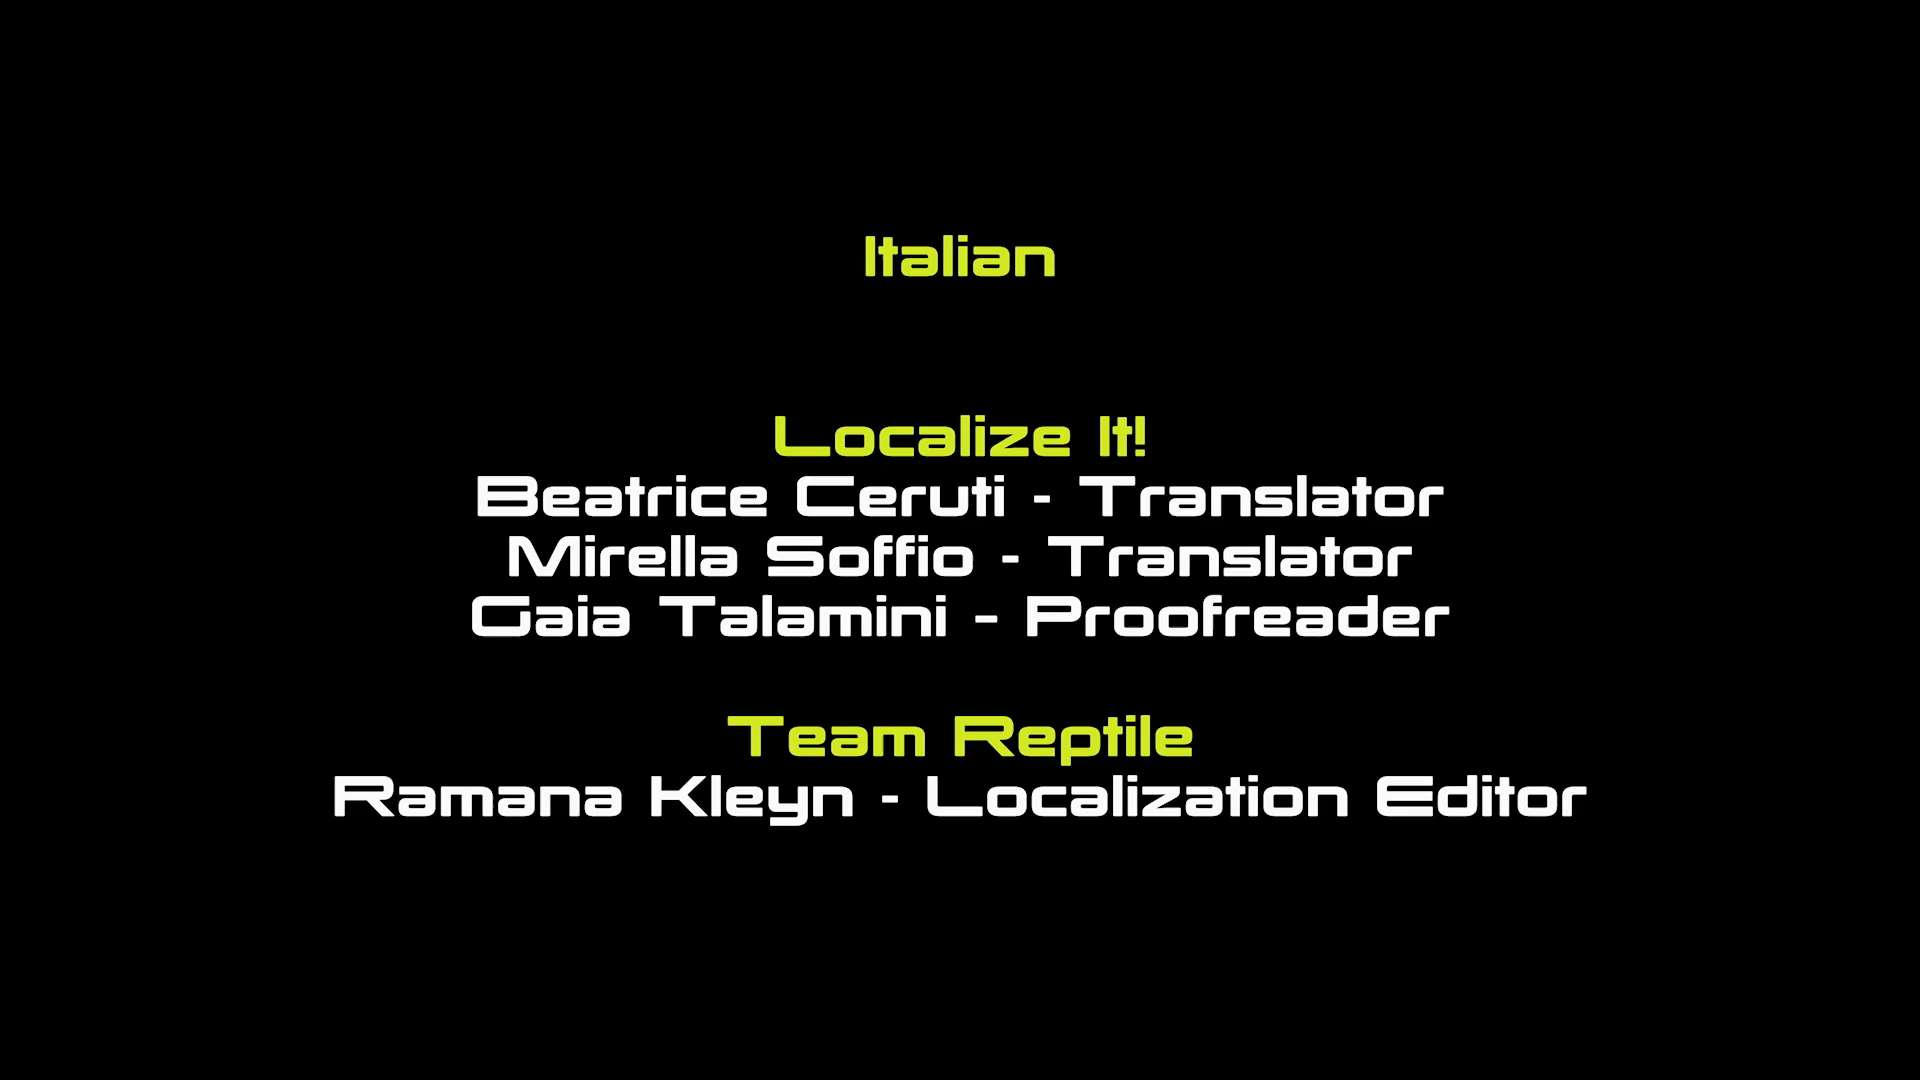 Italian
Localize It!
Beatrice Ceruti - Translator
Mirella Soffio - Translator
Gaia Talamini - Proofreader
Team Reptile
Ramana Kleyn - Localization Editor